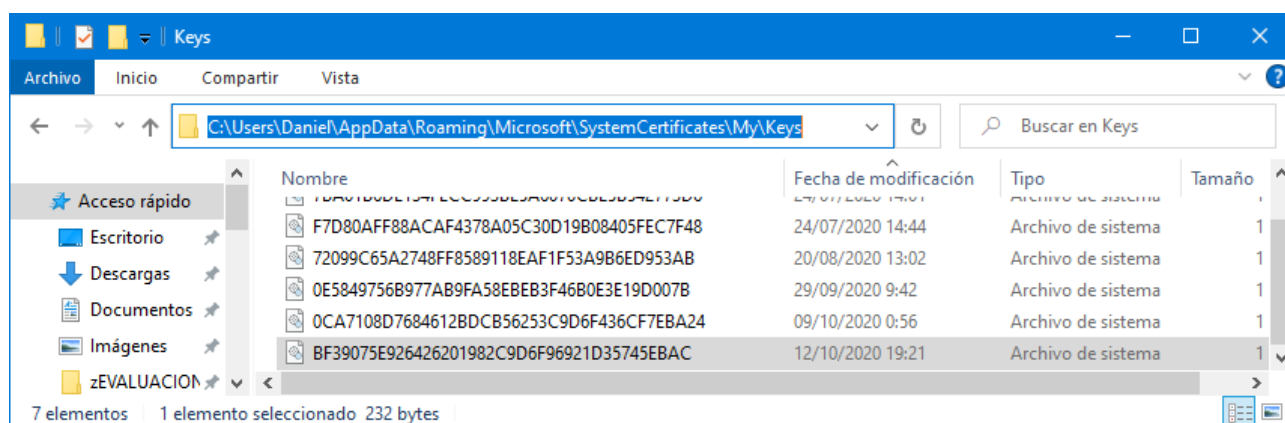 Keys
Archivo Inicio Compartir Vista
C:\Users\Daniel\AppData\Roaming\Microsoft\SystemCertificates\My\Keys Buscar en Keys
Nombre Fecha de modificación Tipo Tamaño
Acceso rápido
Escritorio F7D80AFF88ACAF4378A05C30D19B08405FEC7F48 24/07/2020 14:44 Archivo de sistema 1
72099C65A2748FF8589118EAF1F53A9B6ED953AB 20/08/2020 13:02 Archivo de sistema 1
Descargas 0E5849756B977AB9FA58EBEB3F46B0E3E19D007B 29/09/2020 9:42 Archivo de sistema 1
Documentos 0CA7108D7684612BDCB56253C9D6F436CF7EBA24 09/10/2020 0:56 Archivo de sistema 1
Imágenes BF39075E926426201982C9D6F96921D35745EBAC 12/10/2020 19:21 Archivo de sistema 1
zEVALUACION
7 elementos 1 elemento seleccionado 232 bytes